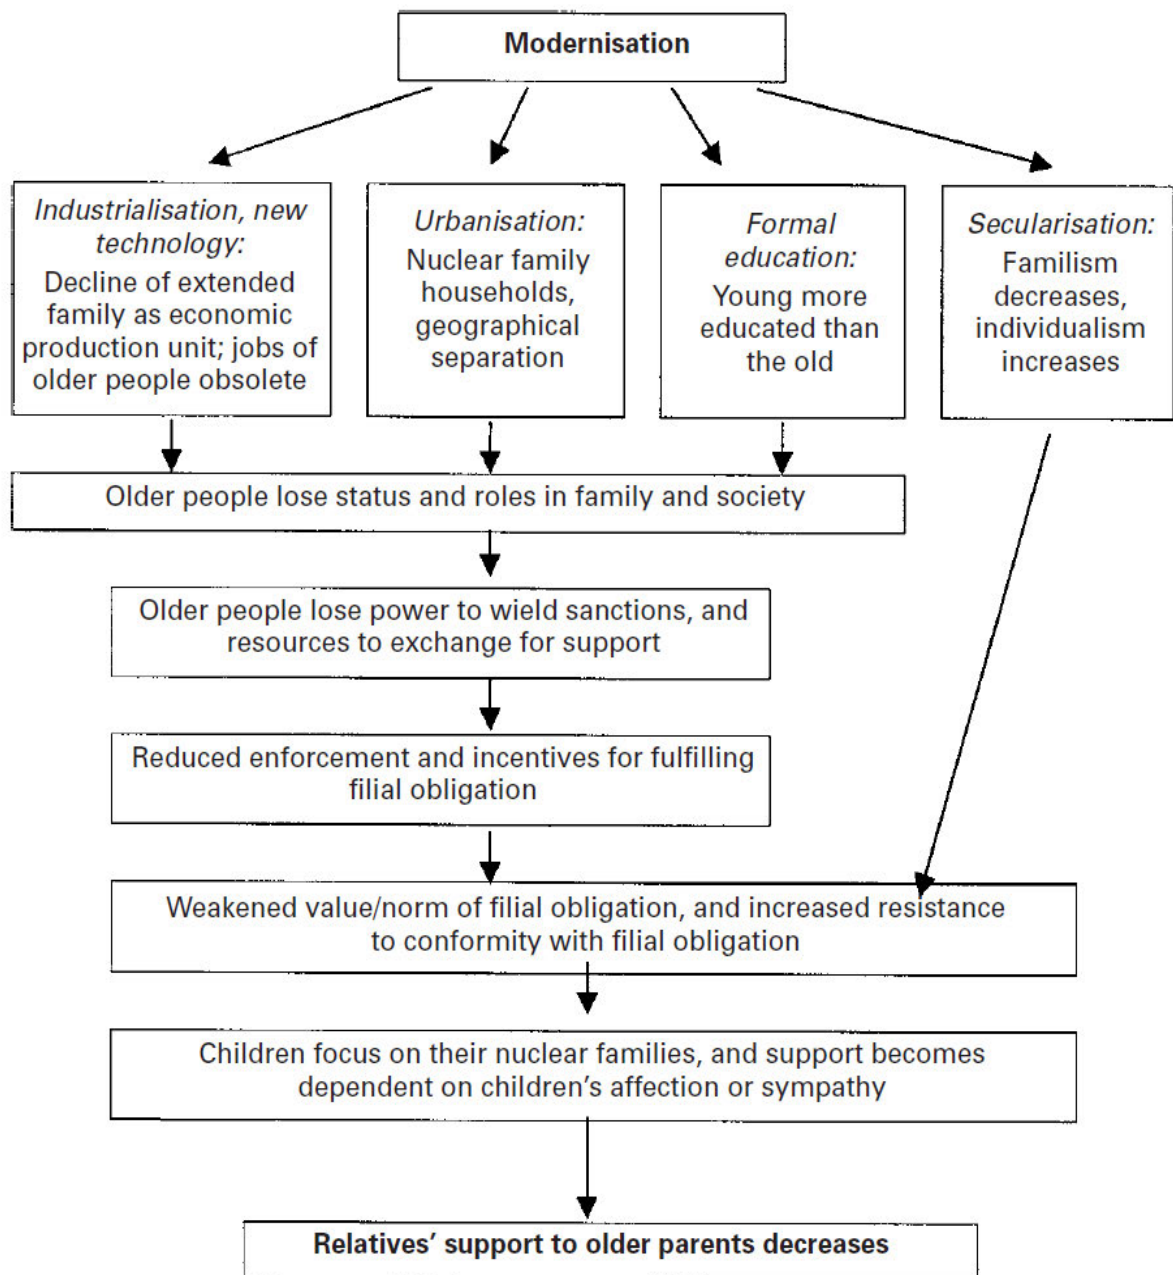 Modernisation
Industrialisation, new
technology:
Decline of extended
family as economic
production unit; jobs of
older people obsolete
Urbanisation:
Nuclear family
households,
geographical
separation
Formal
education:
Young more
educated than
the old
Secularisation:
Familism
decreases,
individualism
increases
Older people lose status and roles in family and society
Older people lose power to wield sanctions, and
resources to exchange for support
Reduced enforcement and incentives for fulfilling
filial obligation
Weakened value/norm of filial obligation, and increased resistance
to conformity with filial obligation
Children focus on their nuclear families, and support becomes
dependent on children’s affection or sympathy
Relatives’ support to older parents decreases